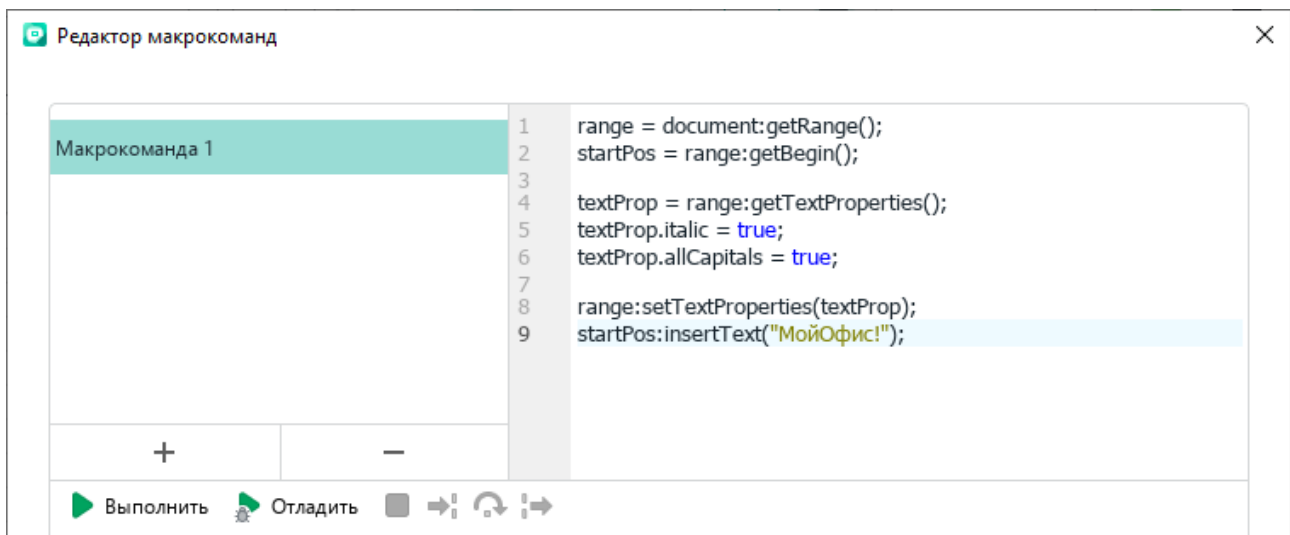 Редактор макрокоманд
Макрокоманда 1
1 range = document:getRange();
2 startPos = range:getBegin();
3
4 textProp = range:getTextProperties();
5 textProp.italic = true;
6 textProp.allCapitals = true;
7
8 range:setTextProperties(textProp);
9 startPos:insertText("МойОфис!");
+ −
Выполнить Отладить